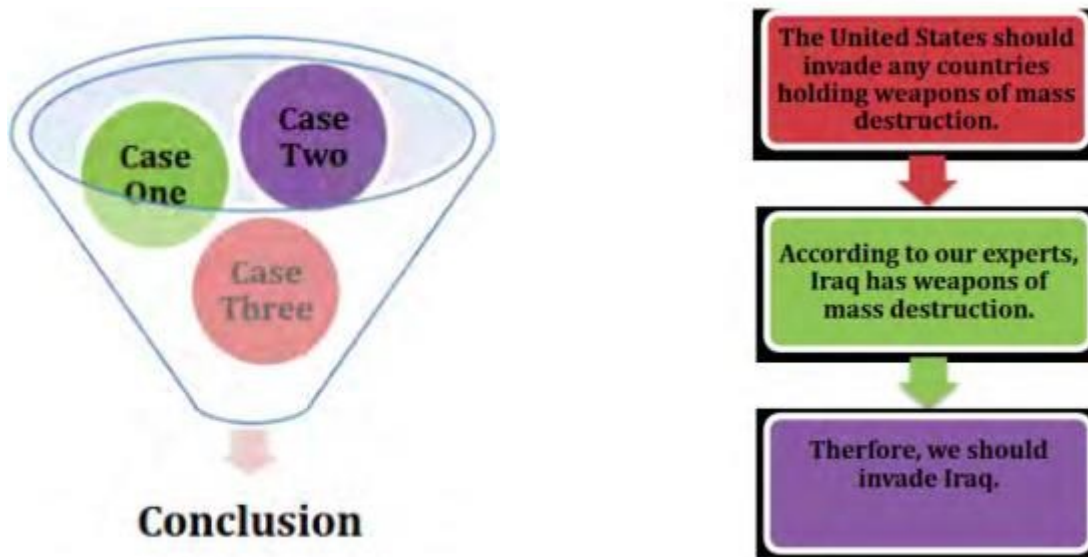 Case
One
Case
Two
Case
Three
Conclusion
The United States should
invade any countries
holding weapons of mass
destruction.
According to our experts,
Iraq has weapons of
mass destruction.
Therfore, we should
invade Iraq.